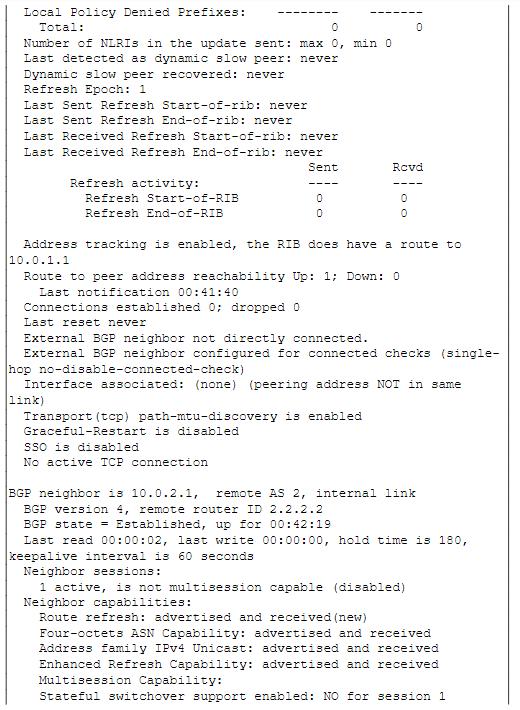 Local Policy Denied Prefixes:    --------    -------
Total:                                0          0
Number of NLRIs in the update sent: max 0, min 0
Last detected as dynamic slow peer: never
Dynamic slow peer recovered: never
Refresh Epoch: 1
Last Sent Refresh Start-of-rib: never
Last Sent Refresh End-of-rib: never
Last Received Refresh Start-of-rib: never
Last Received Refresh End-of-rib: never
Sent       Rcvd
Refresh activity:              ----       ----
Refresh Start-of-RIB          0          0
Refresh End-of-RIB            0          0
Address tracking is enabled, the RIB does have a route to
10.0.1.1
Route to peer address reachability Up: 1; Down: 0
Last notification 00:41:40
Connections established 0; dropped 0
Last reset never
External BGP neighbor not directly connected.
External BGP neighbor configured for connected checks (single-
hop no-disable-connected-check)
Interface associated: (none) (peering address NOT in same
link)
Transport(tcp) path-mtu-discovery is enabled
Graceful-Restart is disabled
SSO is disabled
No active TCP connection
BGP neighbor is 10.0.2.1,  remote AS 2, internal link
BGP version 4, remote router ID 2.2.2.2
BGP state = Established, up for 00:42:19
Last read 00:00:02, last write 00:00:00, hold time is 180,
keepalive interval is 60 seconds
Neighbor sessions:
1 active, is not multisession capable (disabled)
Neighbor capabilities:
Route refresh: advertised and received(new)
Four-octets ASN Capability: advertised and received
Address family IPv4 Unicast: advertised and received
Enhanced Refresh Capability: advertised and received
Multisession Capability:
Stateful switchover support enabled: NO for session 1